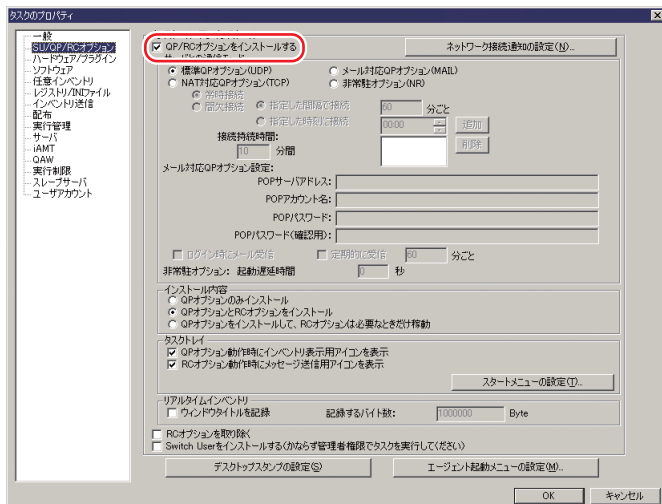 タスクのプロパティ
一般
SU/QP/RCオプション
ハードウェア/プラグイン
ソフトウェア
任意インベントリ
レジストリ/INIファイル
インベントリ送信
配布
実行管理
サーバ
iAMT
QAW
実行制限
スレーブサーバ
ユーザアカウント
QP/RCオプションをインストールする
ネットワーク接続通知の設定(N)...
標準QPオプション(UDP)
メール対応QPオプション(MAIL)
NAT対応QPオプション(TCP)
非常駐オプション(NR)
常時接続
間欠接続
指定した間隔で接続
60
分ごと
指定した時刻に接続
00:00
追加
削除
接続持続時間:
10
分間
メール対応QPオプション設定:
POPサーバアドレス:
POPアカウント名:
POPパスワード:
POPパスワード(確認用):
ログイン時にメール受信
定期的に受信
60
分ごと
非常駐オプション: 起動遅延時間
0
秒
インストール内容
QPオプションのみインストール
QPオプションとRCオプションをインストール
QPオプションをインストールして、RCオプションは必要なときだけ稼動
タスクトレイ
QPオプション動作時にインベントリ表示用アイコンを表示
RCオプション動作時にメッセージ送信用アイコンを表示
スタートメニューの設定(T)...
リアルタイムインベントリ
ウィンドウタイトルを記録
記録するバイト数:
1000000
Byte
RCオプションを取り除く
Switch Userをインストールする(かならず管理者権限でタスクを実行してください)
デスクトップスタンプの設定(S)
エージェント起動メニューの設定(M)...
OK
キャンセル